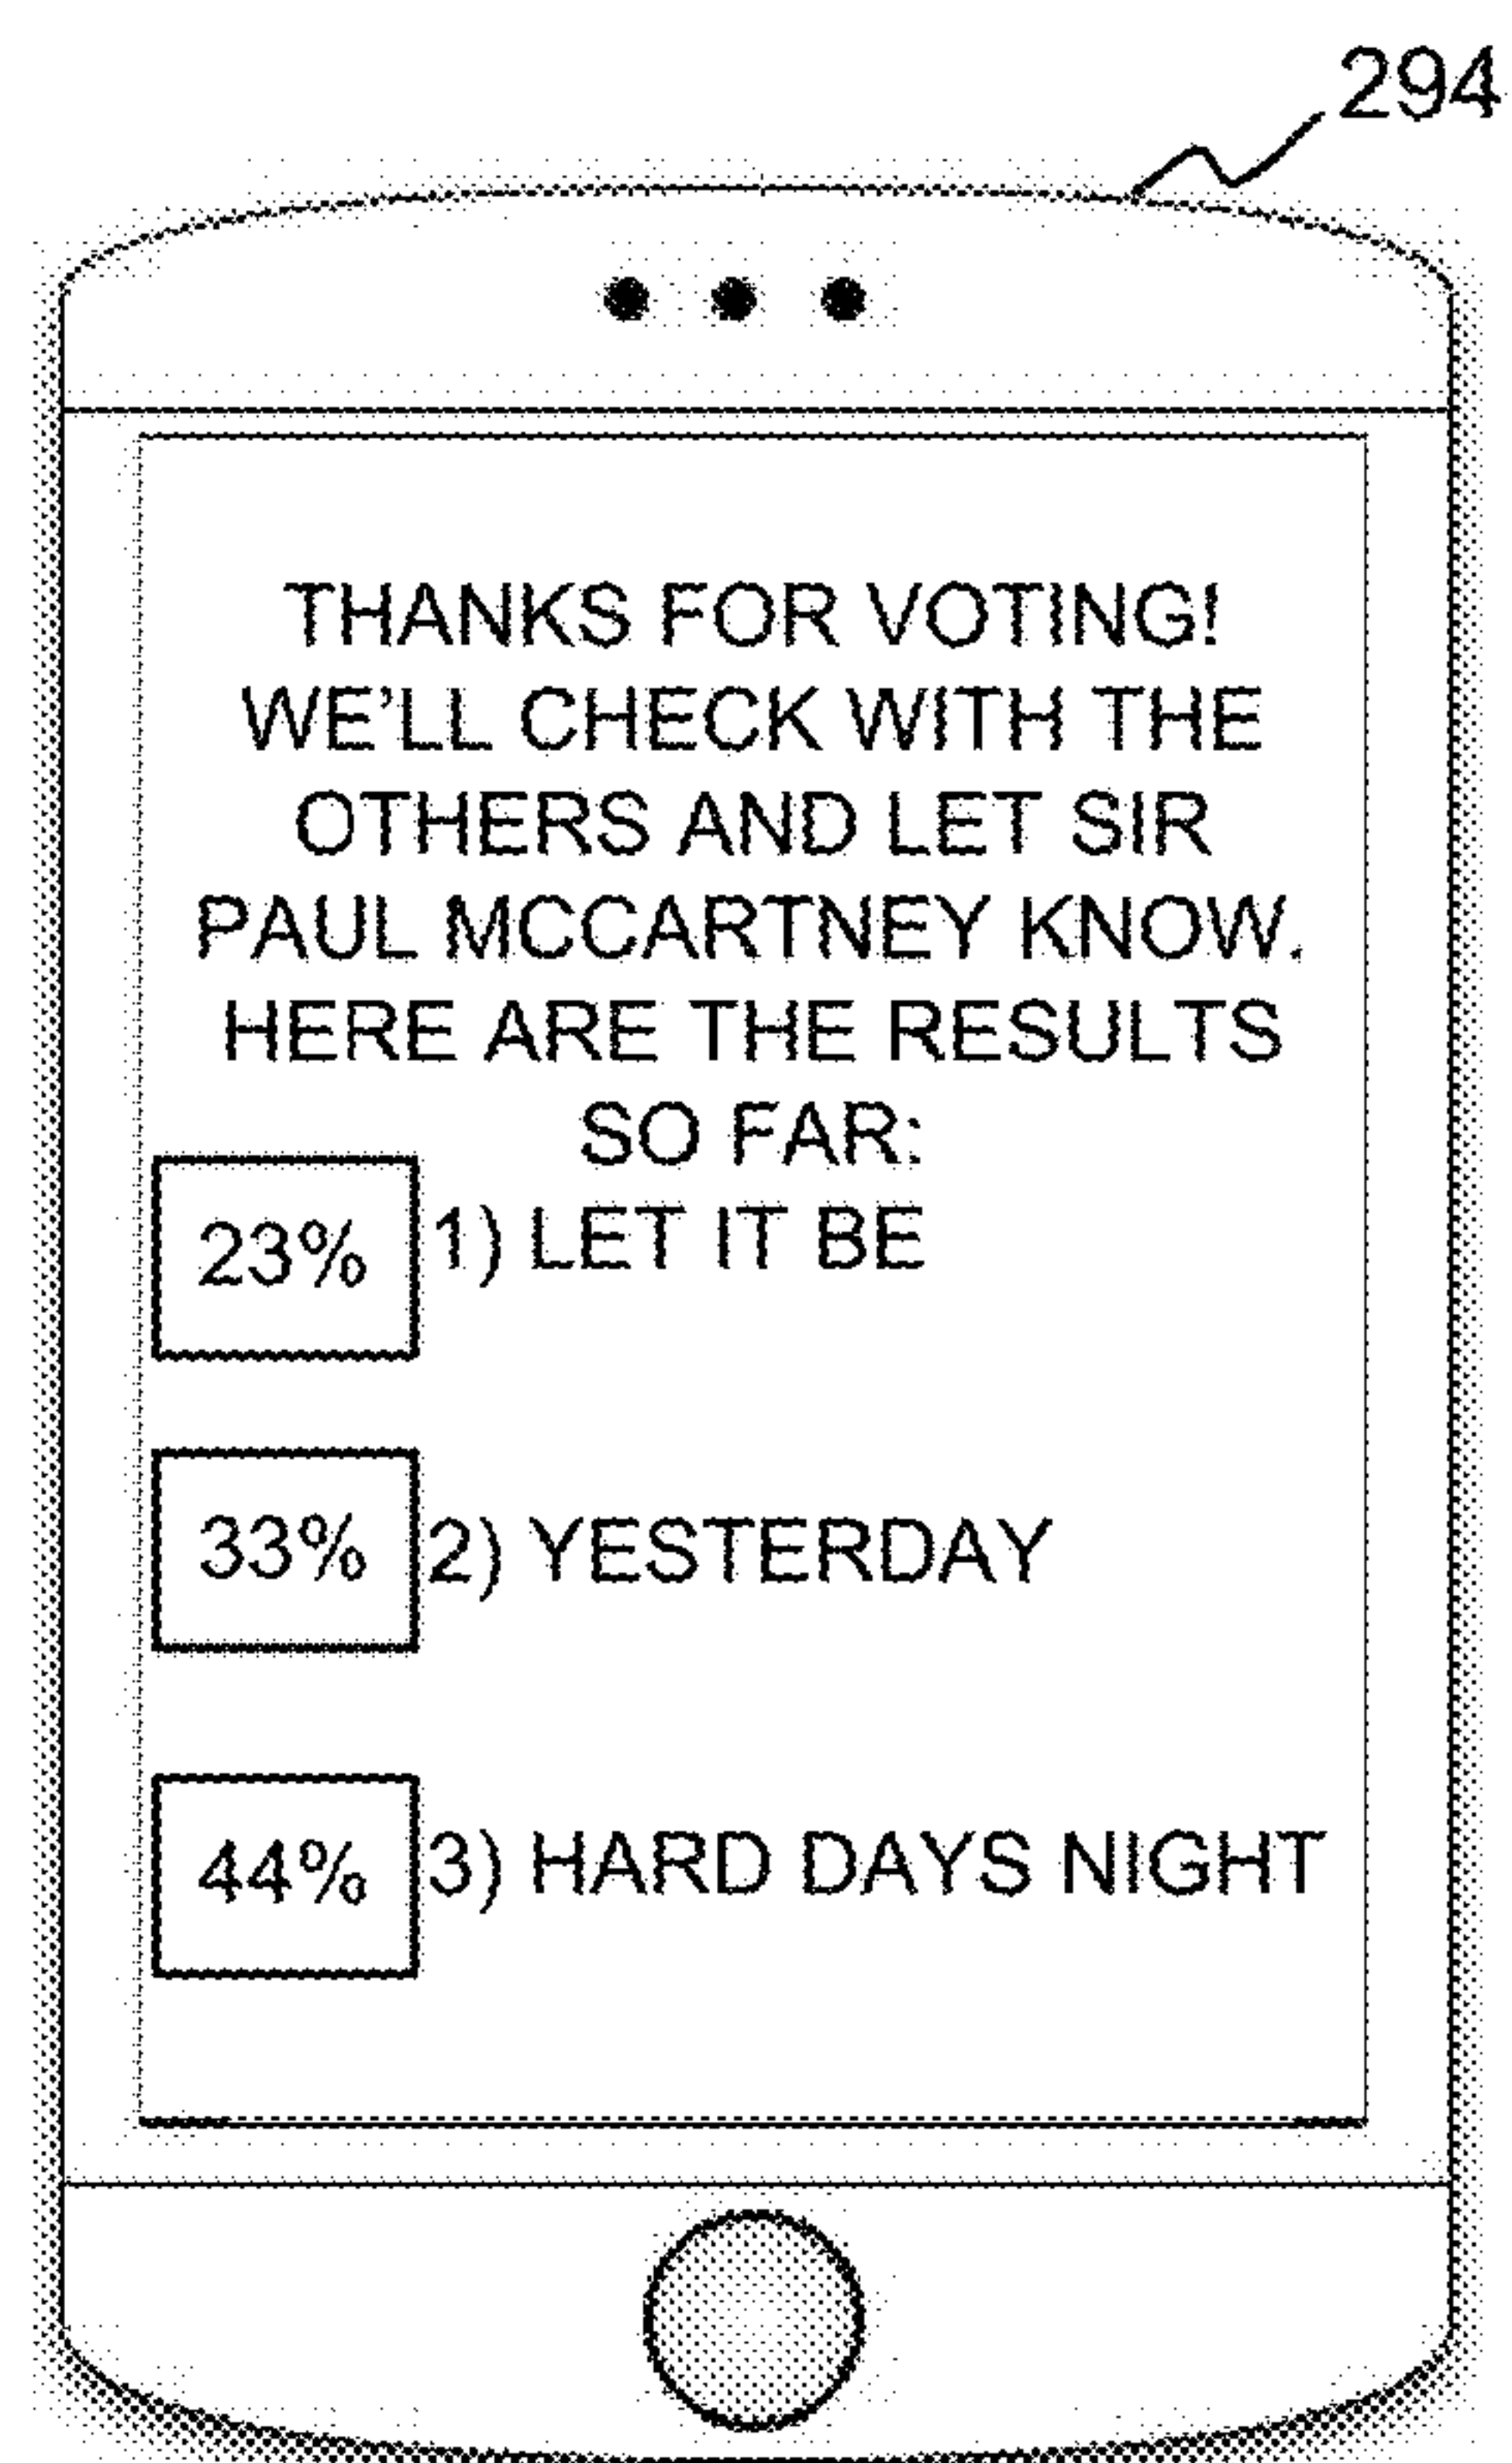 294
THANKS FOR VOTING!
WE'LL CHECK WITH THE
OTHERS AND LET SIR
PAUL MCCARTNEY KNOW.
HERE ARE THE RESULTS
SO FAR:
23% 1) LET IT BE
33% 2) YESTERDAY
44% 3) HARD DAYS NIGHT